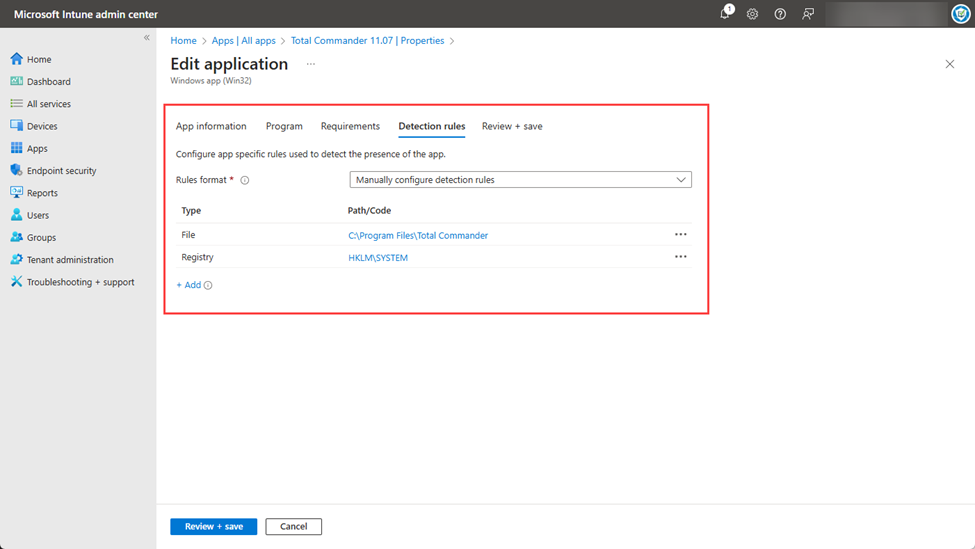 Microsoft Intune admin center
1
Home
Dashboard
All services
Devices
Apps
Endpoint security
Reports
Users
Groups
Tenant administration
Troubleshooting + support
Home > Apps | All apps > Total Commander 11.07 | Properties >
Edit application ...
Windows app (Win32)
App information Program Requirements Detection rules Review + save
Configure app specific rules used to detect the presence of the app.
Rules format * Manually configure detection rules
Type Path/Code
File C:\Program Files\Total Commander ...
Registry HKLM\SYSTEM ...
+ Add
Review + save Cancel